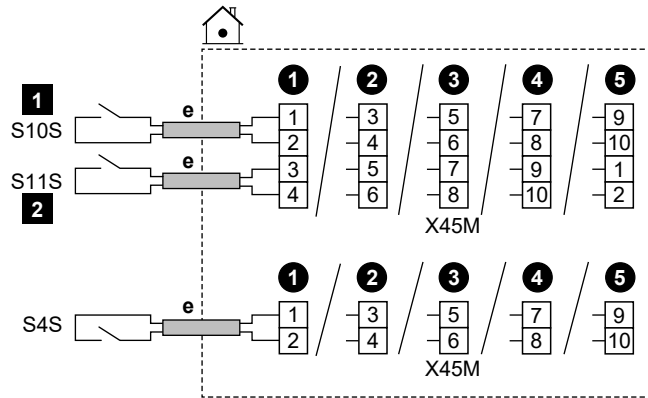 1 2 3 4 5
1
e
1 3 5 7 9
S10S
2 4 6 8 10
e
3 5 7 9 1
S11S
4 6 8 10 2
2
X45M
1 2 3 4 5
e
1 3 5 7 9
S4S
2 4 6 8 10
X45M